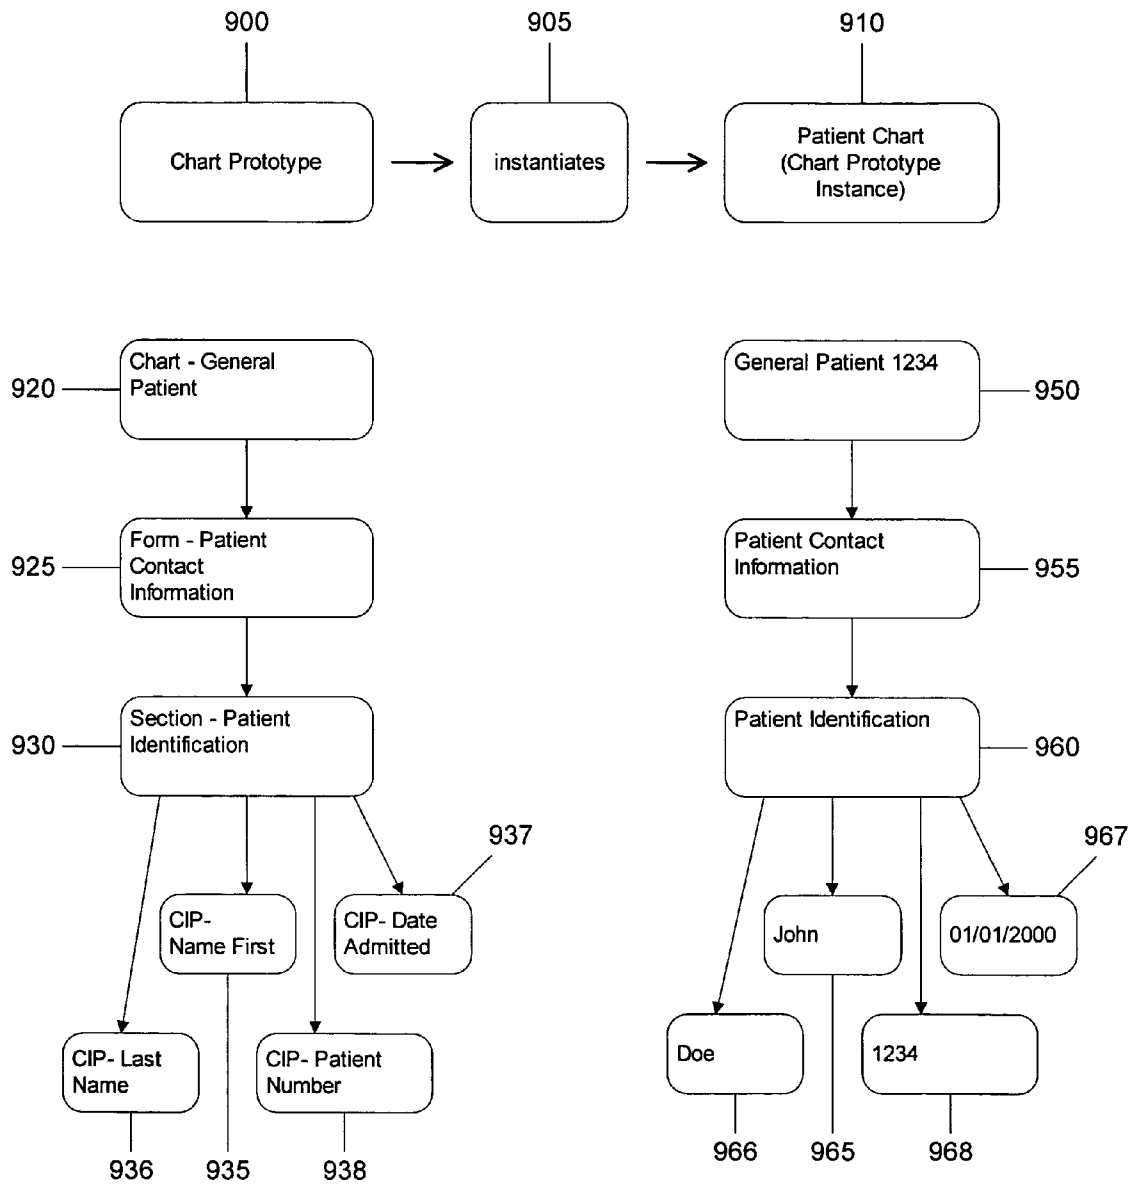 900
905
910
Chart Prototype
instantiates
Patient Chart
(Chart Prototype
Instance)
Chart - General
Patient
920
General Patient 1234
950
Form - Patient
Contact
Information
925
Patient Contact
Information
955
Section - Patient
Identification
930
Patient Identification
960
937
967
CIP-
Name First
CIP- Date
Admitted
John
01/01/2000
CIP- Last
Name
CIP- Patient
Number
Doe
1234
936
935
938
966
965
968